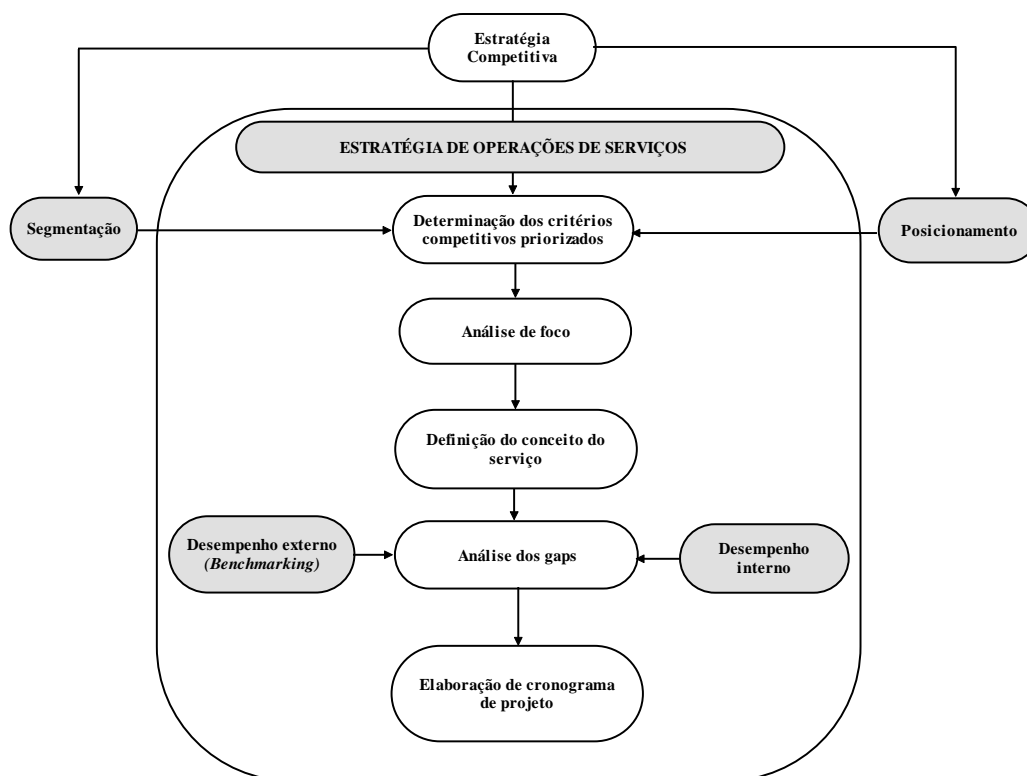 Estratégia
Competitiva
ESTRATÉGIA DE OPERAÇÕES DE SERVIÇOS
Segmentação
Determinação dos critérios
competitivos priorizados
Posicionamento
Análise de foco
Definição do conceito do
serviço
Desempenho externo
(Benchmarking)
Análise dos gaps
Desempenho
interno
Elaboração de cronograma
de projeto